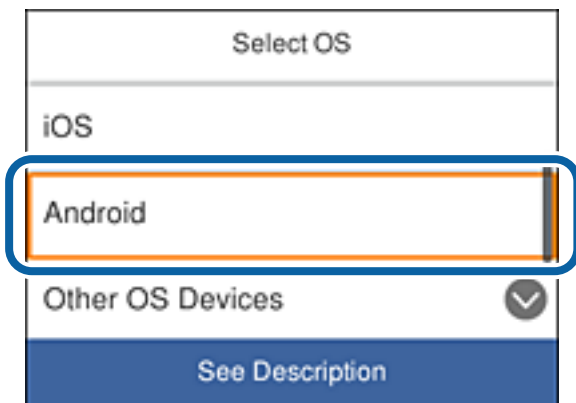 Select OS
iOS
Android
Other OS Devices
See Description